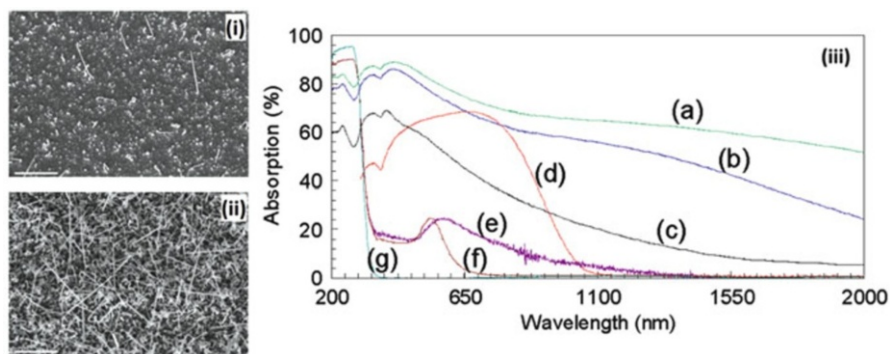 (i)
(ii)
(iii)
100
80
60
40
20
0
Absorption (%)
(a)
(b)
(c)
(d)
(e)
(f)
(g)
200 650 1100 1550 2000
Wavelength (nm)